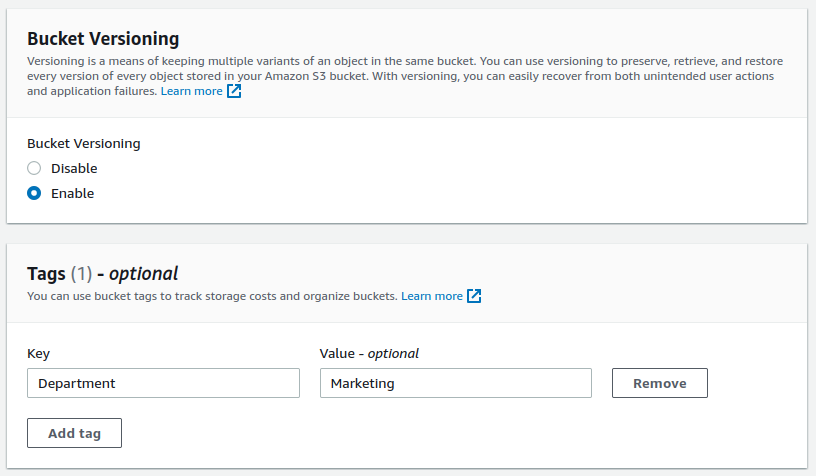 Bucket Versioning
Versioning is a means of keeping multiple variants of an object in the same bucket. You can use versioning to preserve, retrieve, and restore
every version of every object stored in your Amazon S3 bucket. With versioning, you can easily recover from both unintended user actions
and application failures. Learn more
Bucket Versioning
Disable
Enable
Tags (1) - optional
You can use bucket tags to track storage costs and organize buckets. Learn more
Key Value - optional
Department Marketing Remove
Add tag